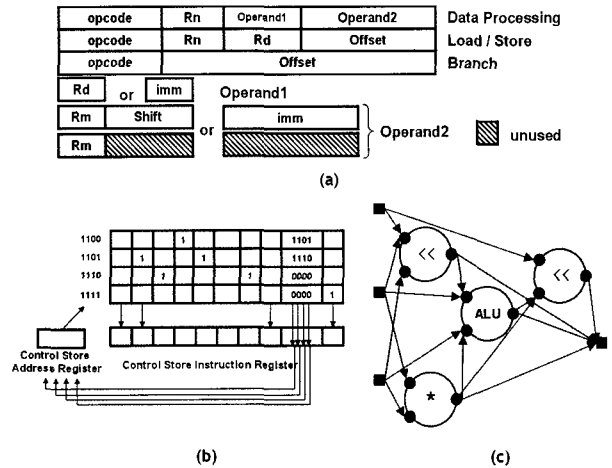 opcode Rn Operand1 Operand2 Data Processing
opcode Rn Rd Offset Load / Store
opcode Offset Branch
Rd or imm Operand1
Rm Shift or imm Operand2 unused
Rm
(a)
1100 1 1101
1101 1 1 1110
1110 1 1 0000
1111 0000 1
Control Store
Address Register
Control Store Instruction Register
(b)
<<
<<
ALU
*
(c)